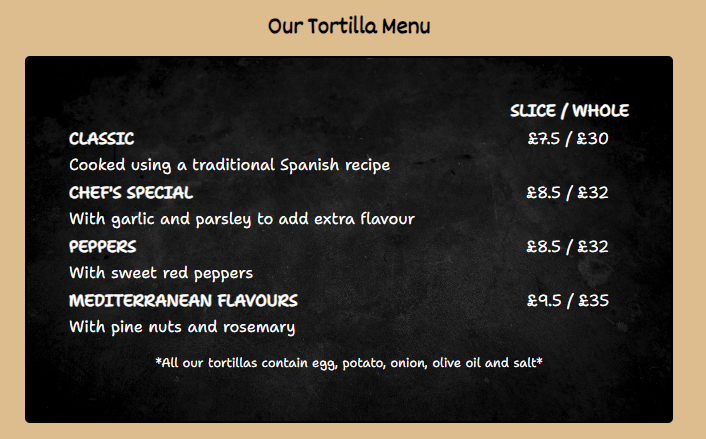 Our Tortilla Menu
SLICE / WHOLE
CLASSIC £7.5 / £30
Cooked using a traditional Spanish recipe
CHEF'S SPECIAL £8.5 / £32
With garlic and parsley to add extra flavour
PEPPERS £8.5 / £32
With sweet red peppers
MEDITERRANEAN FLAVOURS £9.5 / £35
With pine nuts and rosemary
*All our tortillas contain egg, potato, onion, olive oil and salt*